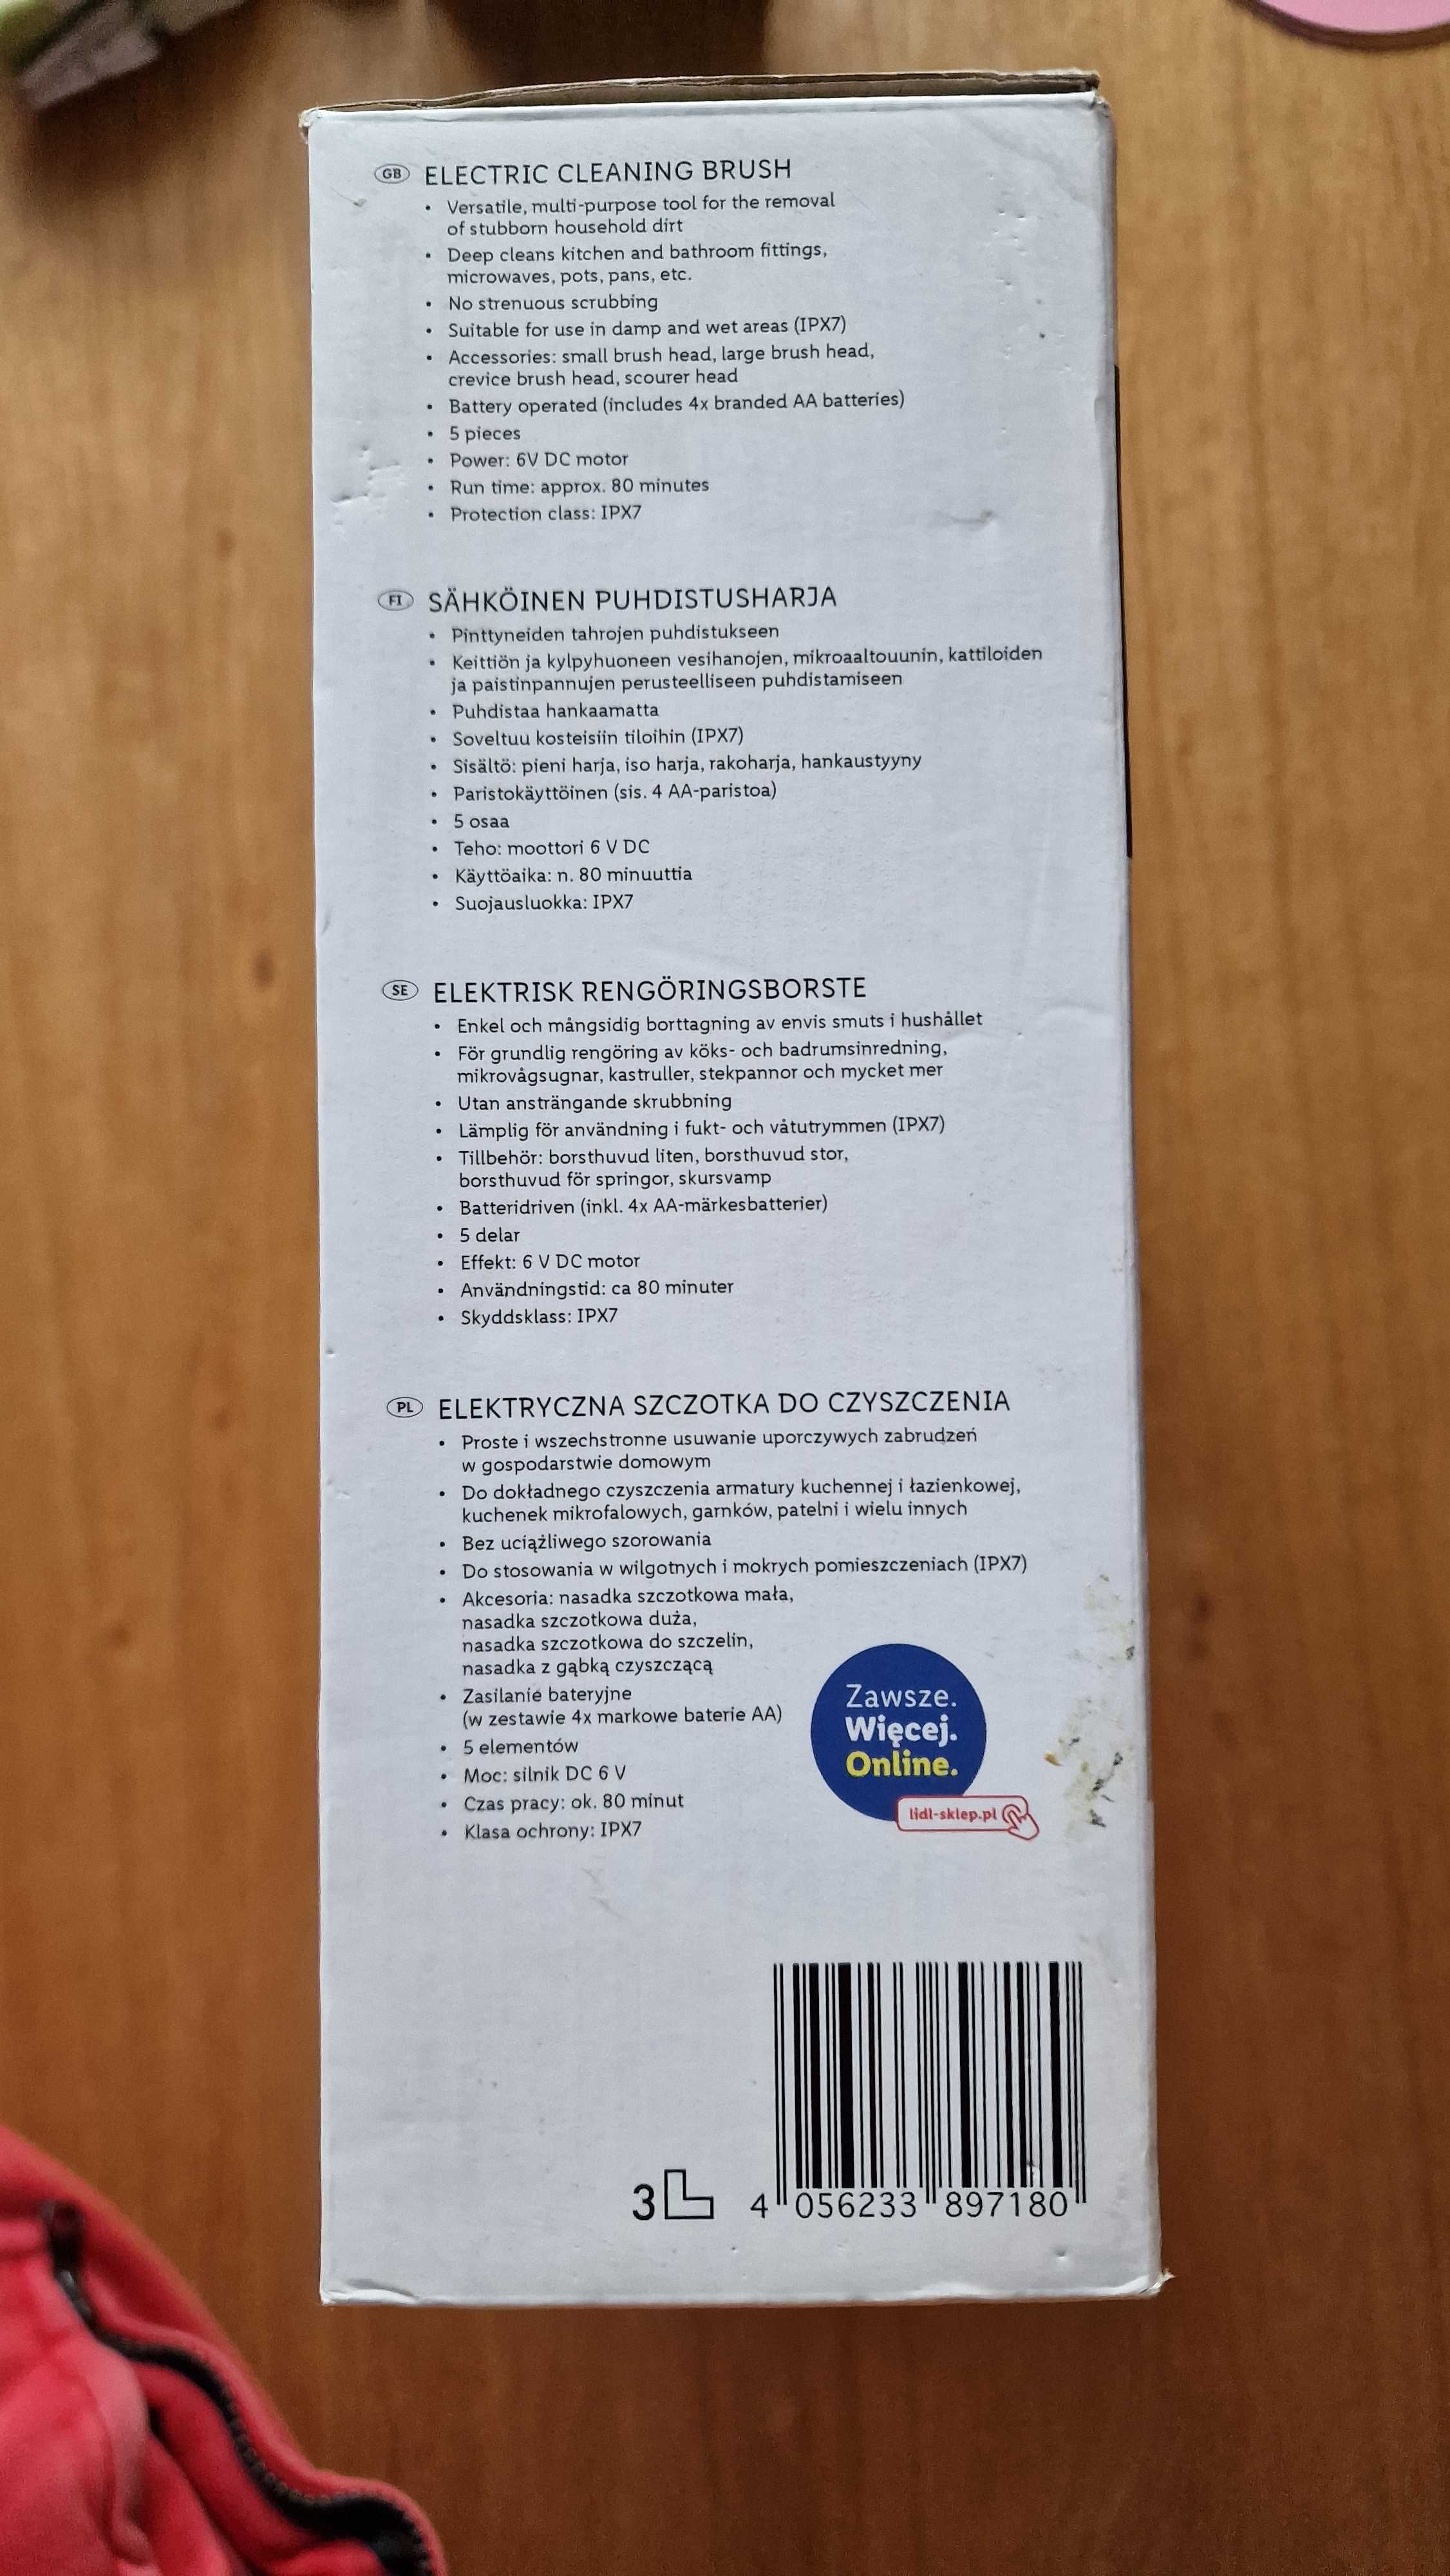 GB ELECTRIC CLEANING BRUSH
• Versatile, multi-purpose tool for the removal
of stubborn household dirt
• Deep cleans kitchen and bathroom fittings,
microwaves, pots, pans, etc.
• No strenuous scrubbing
• Suitable for use in damp and wet areas (IPX7)
• Accessories: small brush head, large brush head,
crevice brush head, scourer head
• Battery operated (includes 4x branded AA batteries)
• 5 pieces
• Power: 6V DC motor
• Run time: approx. 80 minutes
• Protection class: IPX7
FI SÄHKÖINEN PUHDISTUSHARJA
• Pinttyneiden tahrojen puhdistukseen
• Keittiön ja kylpyhuoneen vesihanojen, mikroaaltouunin, kattiloiden
ja paistinpannujen perusteelliseen puhdistamiseen
• Puhdistaa hankaamatta
• Soveltuu kosteisiin tiloihin (IPX7)
• Sisältö: pieni harja, iso harja, rakoharja, hankaustyyny
• Paristokäyttöinen (sis. 4 AA-paristoa)
• 5 osaa
• Teho: moottori 6 V DC
• Käyttöaika: n. 80 minuuttia
• Suojausluokka: IPX7
SE ELEKTRISK RENGÖRINGSBORSTE
• Enkel och mångsidig borttagning av envis smuts i hushållet
• För grundlig rengöring av köks- och badrumsinredning,
mikrovågsugnar, kastruller, stekpannor och mycket mer
• Utan ansträngande skrubbning
• Lämplig för användning i fukt- och våtutrymmen (IPX7)
• Tillbehör: borsthuvud liten, borsthuvud stor,
borsthuvud för springor, skursvamp
• Batteridriven (inkl. 4x AA-märkesbatterier)
• 5 delar
• Effekt: 6 V DC motor
• Användningstid: ca 80 minuter
• Skyddsklass: IPX7
PL ELEKTRYCZNA SZCZOTKA DO CZYSZCZENIA
• Proste i wszechstronne usuwanie uporczywych zabrudzeń
w gospodarstwie domowym
• Do dokładnego czyszczenia armatury kuchennej i łazienkowej,
kuchenek mikrofalowych, garnków, patelni i wielu innych
• Bez uciążliwego szorowania
• Do stosowania w wilgotnych i mokrych pomieszczeniach (IPX7)
• Akcesoria: nasadka szczotkowa mała,
nasadka szczotkowa duża,
nasadka szczotkowa do szczelin,
nasadka z gąbką czyszczącą
• Zasilanie bateryjne
(w zestawie 4x markowe baterie AA)
• 5 elementów
• Moc: silnik DC 6 V
• Czas pracy: ok. 80 minut
• Klasa ochrony: IPX7
Zawsze.
Więcej.
Online.
lidl-sklep.pl
3 L 4 056233 897180